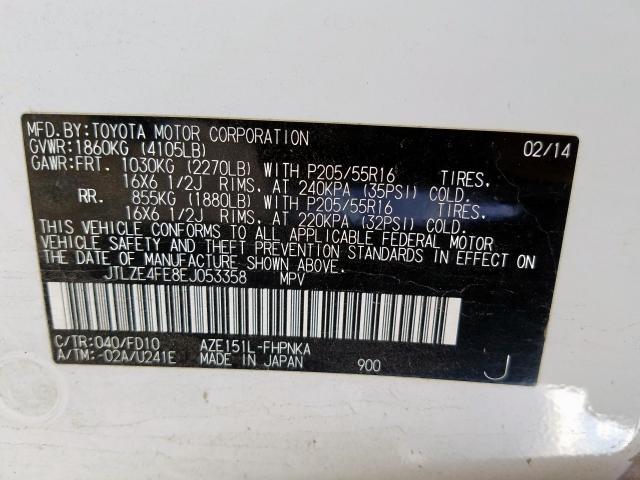 MFD.BY:TOYOTA MOTOR CORPORATION 02/14
GVWR:1860KG (4105LB)
GAWR:FRT. 1030KG (2270LB) WITH P205/55R16 TIRES.
16X6 1/2J RIMS. AT 240KPA (35PSI) COLD.
RR. 855KG (1880LB) WITH P205/55R16 TIRES.
16X6 1/2J RIMS. AT 220KPA (32PSI) COLD.
THIS VEHICLE CONFORMS TO ALL APPLICABLE FEDERAL MOTOR
VEHICLE SAFETY AND THEFT PREVENTION STANDARDS IN EFFECT ON
THE DATE OF MANUFACTURE SHOWN ABOVE.
JTLZE4FE8EJ053358 MPV
C/TR:040/FD10 AZE151L-FHPNKA
A/TM:-02A/U241E MADE IN JAPAN 900 J